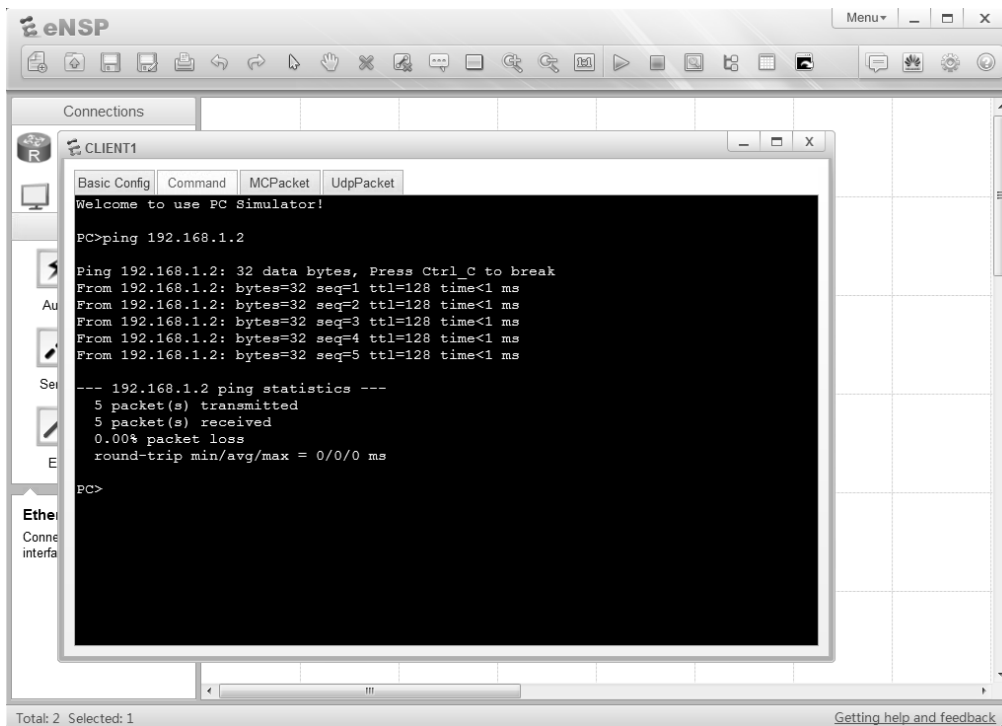 eNSP
Menu
Connections
R
CLIENT1
Basic Config Command MCPacket UdpPacket
Welcome to use PC Simulator!
PC>ping 192.168.1.2
Ping 192.168.1.2: 32 data bytes, Press Ctrl_C to break
From 192.168.1.2: bytes=32 seq=1 ttl=128 time<1 ms
From 192.168.1.2: bytes=32 seq=2 ttl=128 time<1 ms
From 192.168.1.2: bytes=32 seq=3 ttl=128 time<1 ms
From 192.168.1.2: bytes=32 seq=4 ttl=128 time<1 ms
From 192.168.1.2: bytes=32 seq=5 ttl=128 time<1 ms
--- 192.168.1.2 ping statistics ---
5 packet(s) transmitted
5 packet(s) received
0.00% packet loss
round-trip min/avg/max = 0/0/0 ms
PC>
Au
Ser
E
Ether
Conne
interfa
Total: 2 Selected: 1
Getting help and feedback